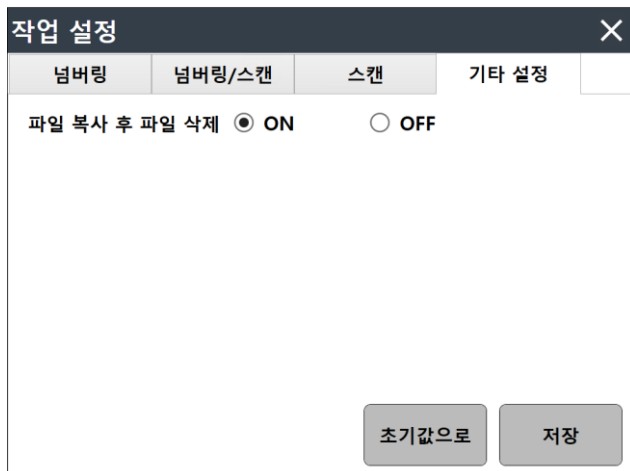 작업 설정
넘버링 넘버링/스캔 스캔 기타 설정
파일 복사 후 파일 삭제 ON OFF
초기값으로 저장